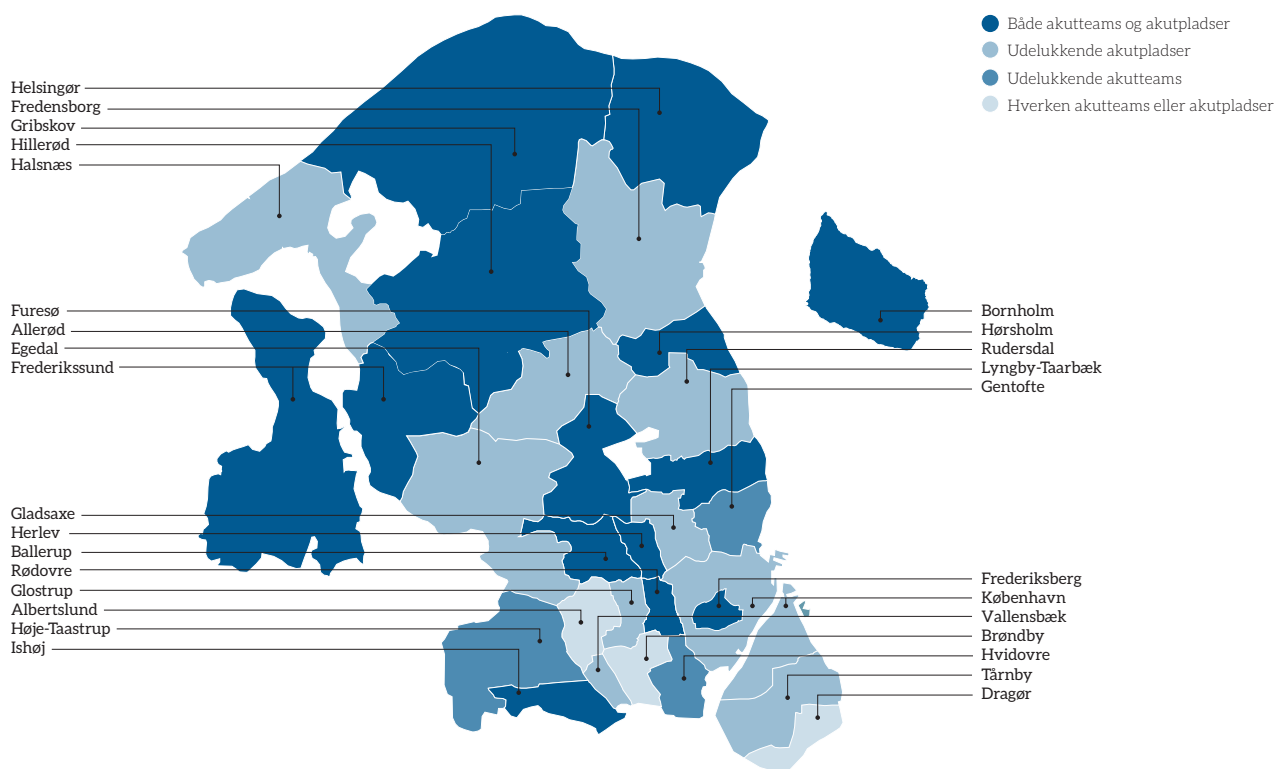 Både akutteams og akutpladser
Udelukkende akutpladser
Udelukkende akutteams
Hverken akutteams eller akutpladser
Helsingør
Fredensborg
Gribskov
Hillerød
Halsnæs
Furesø
Allerød
Egedal
Frederikssund
Bornholm
Hørsholm
Rudersdal
Lyngby-Taarbæk
Gentofte
Gladsaxe
Herlev
Ballerup
Rødovre
Glostrup
Albertslund
Høje-Taastrup
Ishøj
Frederiksberg
København
Vallensbæk
Brøndby
Hvidovre
Tårnby
Dragør